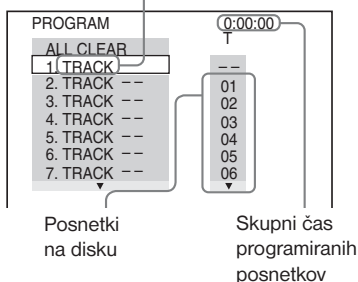 PROGRAM 0:00:00
T
ALL CLEAR
1. TRACK – –
2. TRACK – – 01
3. TRACK – – 02
4. TRACK – – 03
5. TRACK – – 04
6. TRACK – – 05
7. TRACK – – 06
Posnetki
na disku
Skupni čas
programiranih
posnetkov